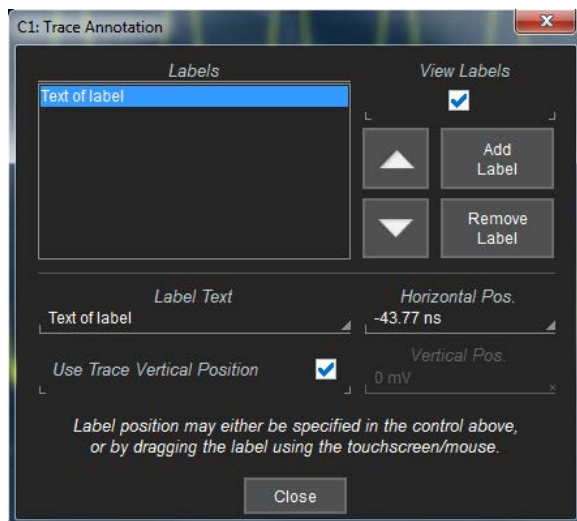 C1: Trace Annotation
Labels
View Labels
Text of label
Add
Label
Remove
Label
Label Text
Horizontal Pos.
Text of label
-43.77 ns
Use Trace Vertical Position
Vertical Pos.
0 mV
Label position may either be specified in the control above,
or by dragging the label using the touchscreen/mouse.
Close